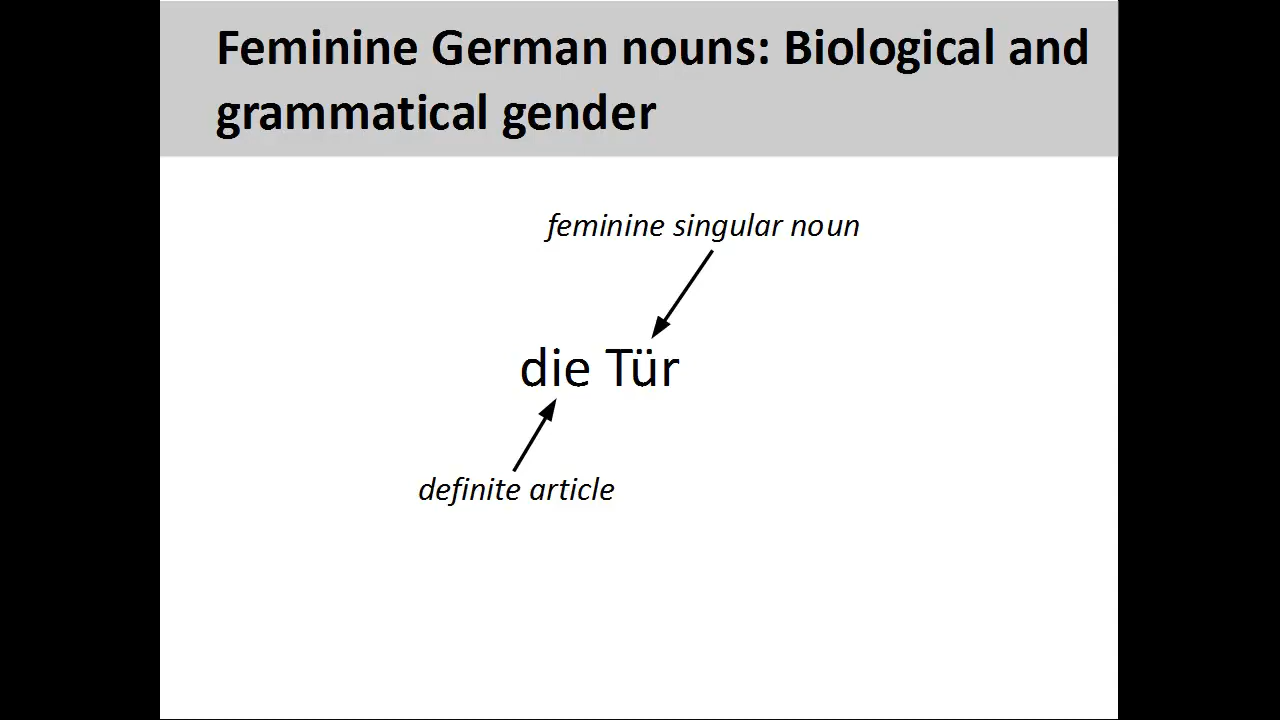 Feminine German nouns: Biological and
grammatical gender
feminine singular noun
die Tür
definite article